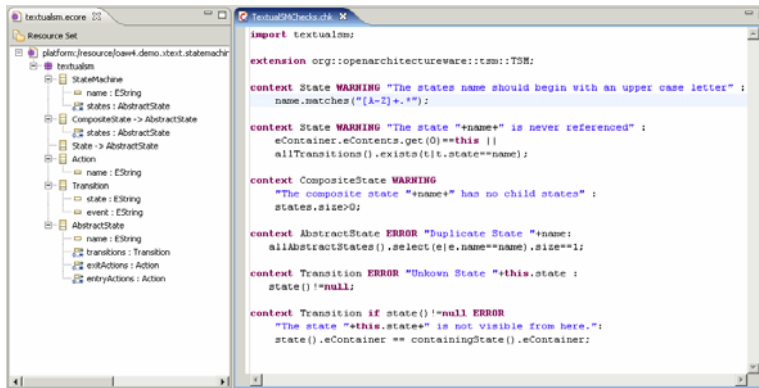 textualsm.ecore
Resource Set
platform:/resource/oaw4.demo.xtext.statemachin
textualsm
StateMachine
name : EString
states : AbstractState
CompositeState -> AbstractState
states : AbstractState
State -> AbstractState
Action
name : EString
Transition
state : EString
event : EString
AbstractState
name : EString
transitions : Transition
exitActions : Action
entryActions : Action
TextualSMChecks.chk
import textualsm;
extension org::openarchitectureware::tsm::TSM;
context State WARNING "The states name should begin with an upper case letter" :
name.matches("[A-Z]+.*");
context State WARNING "The state "+name+" is never referenced" :
eContainer.eContents.get(0)==this ||
allTransitions().exists(t|t.state==name);
context CompositeState WARNING
"The composite state "+name+" has no child states" :
states.size>0;
context AbstractState ERROR "Duplicate State "+name:
allAbstractStates().select(e|e.name==name).size==1;
context Transition ERROR "Unkown State "+this.state :
state()!=null;
context Transition if state()!=null ERROR
"The state "+this.state+" is not visible from here.":
state().eContainer == containingState().eContainer;